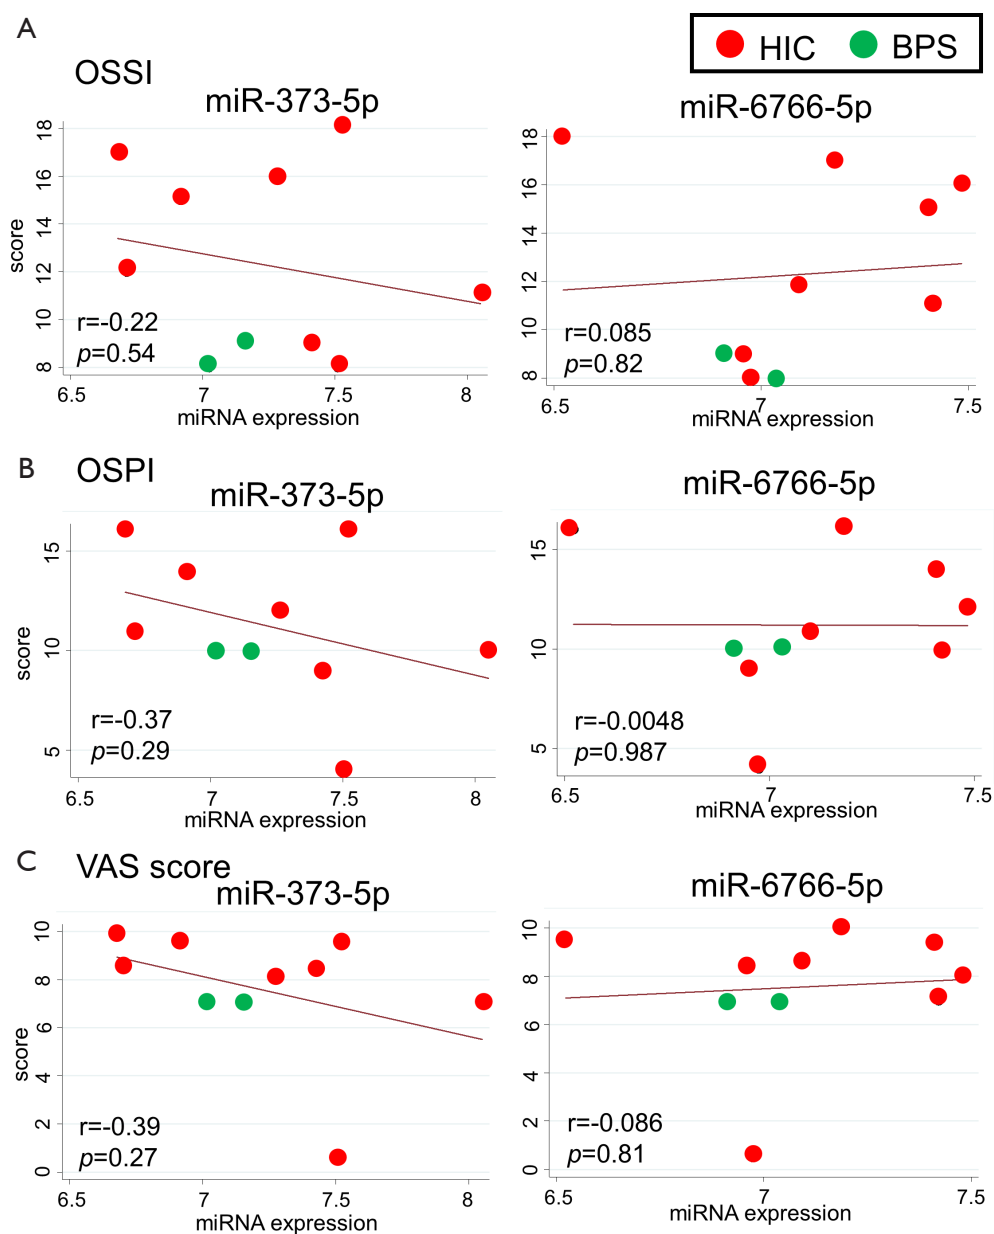 A
HIC BPS
OSSI
miR-373-5p
18
16
14
12
10
8
score
r=-0.22
p=0.54
6.5 7 7.5 8
miRNA expression
miR-6766-5p
18
16
14
12
10
8
r=0.085
p=0.82
6.5 7 7.5
miRNA expression
B
OSPI
miR-373-5p
15
10
5
score
r=-0.37
p=0.29
6.5 7 7.5 8
miRNA expression
miR-6766-5p
15
10
5
r=-0.0048
p=0.987
6.5 7 7.5
miRNA expression
C
VAS score
miR-373-5p
10
8
6
4
2
0
score
r=-0.39
p=0.27
6.5 7 7.5 8
miRNA expression
miR-6766-5p
10
8
6
4
2
0
r=-0.086
p=0.81
6.5 7 7.5
miRNA expression